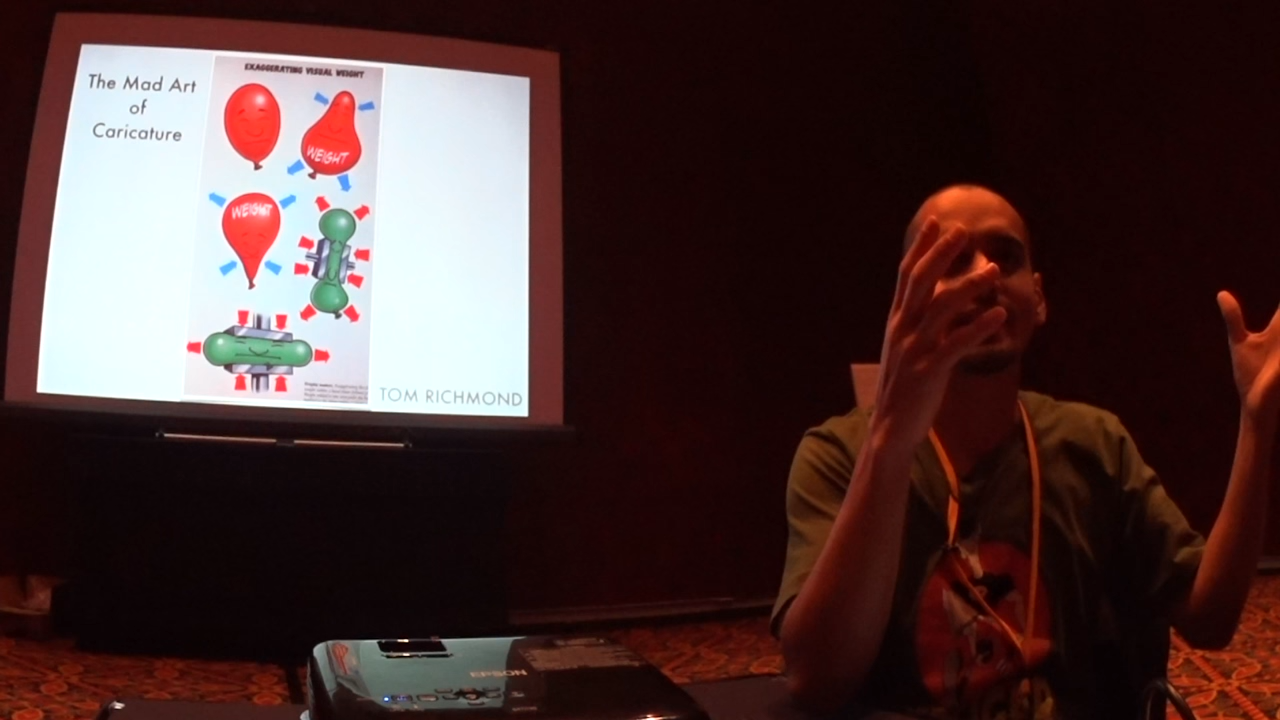 The Mad Art
of
Caricature
EXAGGERATING VISUAL WEIGHT
WEIGHT
WEIGHT
TOM RICHMOND
EPSON